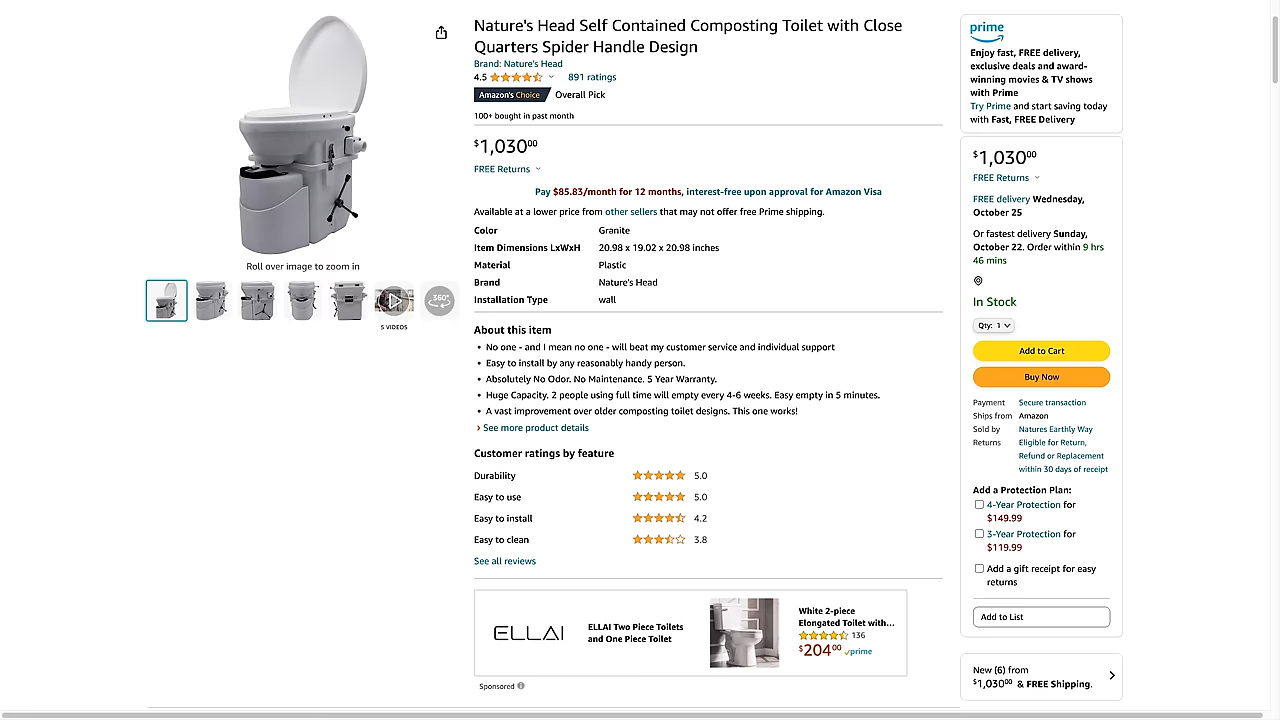 Nature's Head Self Contained Composting Toilet with Close
Quarters Spider Handle Design
Brand: Nature's Head
4.5 891 ratings
Amazon's Choice Overall Pick
100+ bought in past month
$1,03000
FREE Returns
Pay $85.83/month for 12 months, interest-free upon approval for Amazon Visa
Available at a lower price from other sellers that may not offer free Prime shipping.
Color Granite
Item Dimensions LxWxH 20.98 x 19.02 x 20.98 inches
Material Plastic
Brand Nature's Head
Installation Type wall
Roll over image to zoom in
360°
5 VIDEOS
About this item
• No one - and I mean no one - will beat my customer service and individual support
• Easy to install by any reasonably handy person.
• Absolutely No Odor. No Maintenance. 5 Year Warranty.
• Huge Capacity. 2 people using full time will empty every 4-6 weeks. Easy empty in 5 minutes.
• A vast improvement over older composting toilet designs. This one works!
› See more product details
Customer ratings by feature
Durability 5.0
Easy to use 5.0
Easy to install 4.2
Easy to clean 3.8
See all reviews
ELLAI
ELLAI Two Piece Toilets
and One Piece Toilet
White 2-piece
Elongated Toilet with...
136
$20400 prime
Sponsored
prime
Enjoy fast, FREE delivery,
exclusive deals and award-
winning movies & TV shows
with Prime
Try Prime and start saving today
with Fast, FREE Delivery
$1,03000
FREE Returns
FREE delivery Wednesday,
October 25
Or fastest delivery Sunday,
October 22. Order within 9 hrs
46 mins
In Stock
Qty: 1
Add to Cart
Buy Now
Payment Secure transaction
Ships from Amazon
Sold by Natures Earthly Way
Returns Eligible for Return,
Refund or Replacement
within 30 days of receipt
Add a Protection Plan:
4-Year Protection for
$149.99
3-Year Protection for
$119.99
Add a gift receipt for easy
returns
Add to List
New (6) from
$1,03000 & FREE Shipping.